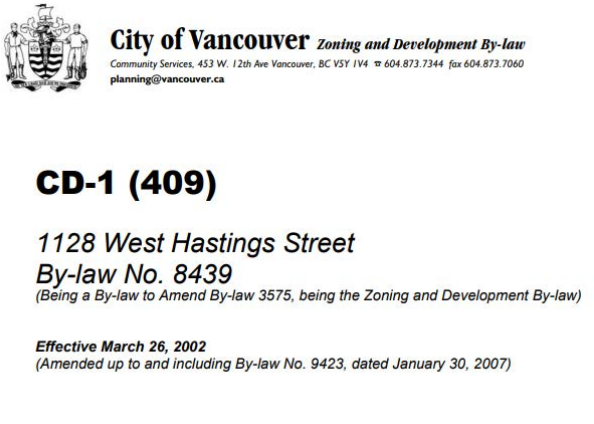 City of Vancouver Zoning and Development By-law
Community Services, 453 W. 12th Ave Vancouver, BC V5Y 1V4 ☎ 604.873.7344 fax 604.873.7060
planning@vancouver.ca
CD-1 (409)
1128 West Hastings Street
By-law No. 8439
(Being a By-law to Amend By-law 3575, being the Zoning and Development By-law)
Effective March 26, 2002
(Amended up to and including By-law No. 9423, dated January 30, 2007)